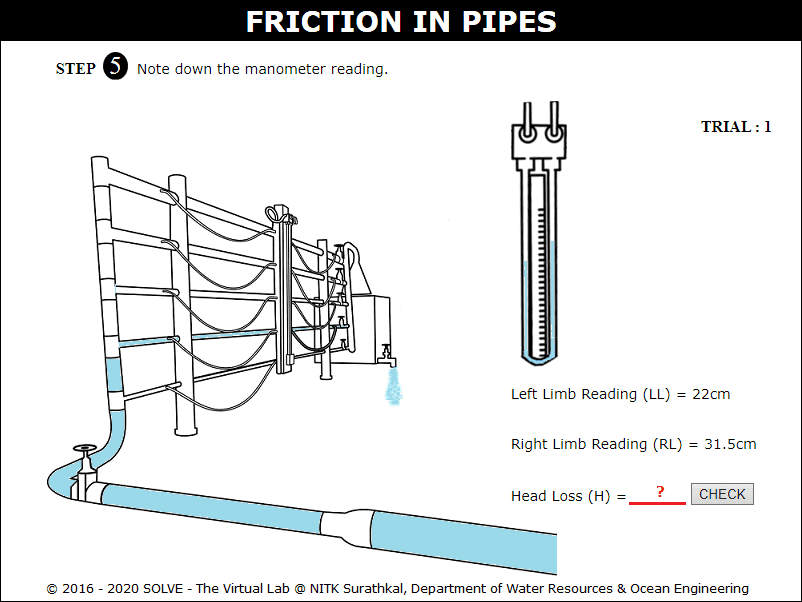 FRICTION IN PIPES
STEP 5 Note down the manometer reading.
TRIAL : 1
Left Limb Reading (LL) = 22cm
Right Limb Reading (RL) = 31.5cm
Head Loss (H) = ? CHECK
© 2016 - 2020 SOLVE - The Virtual Lab @ NITK Surathkal, Department of Water Resources & Ocean Engineering